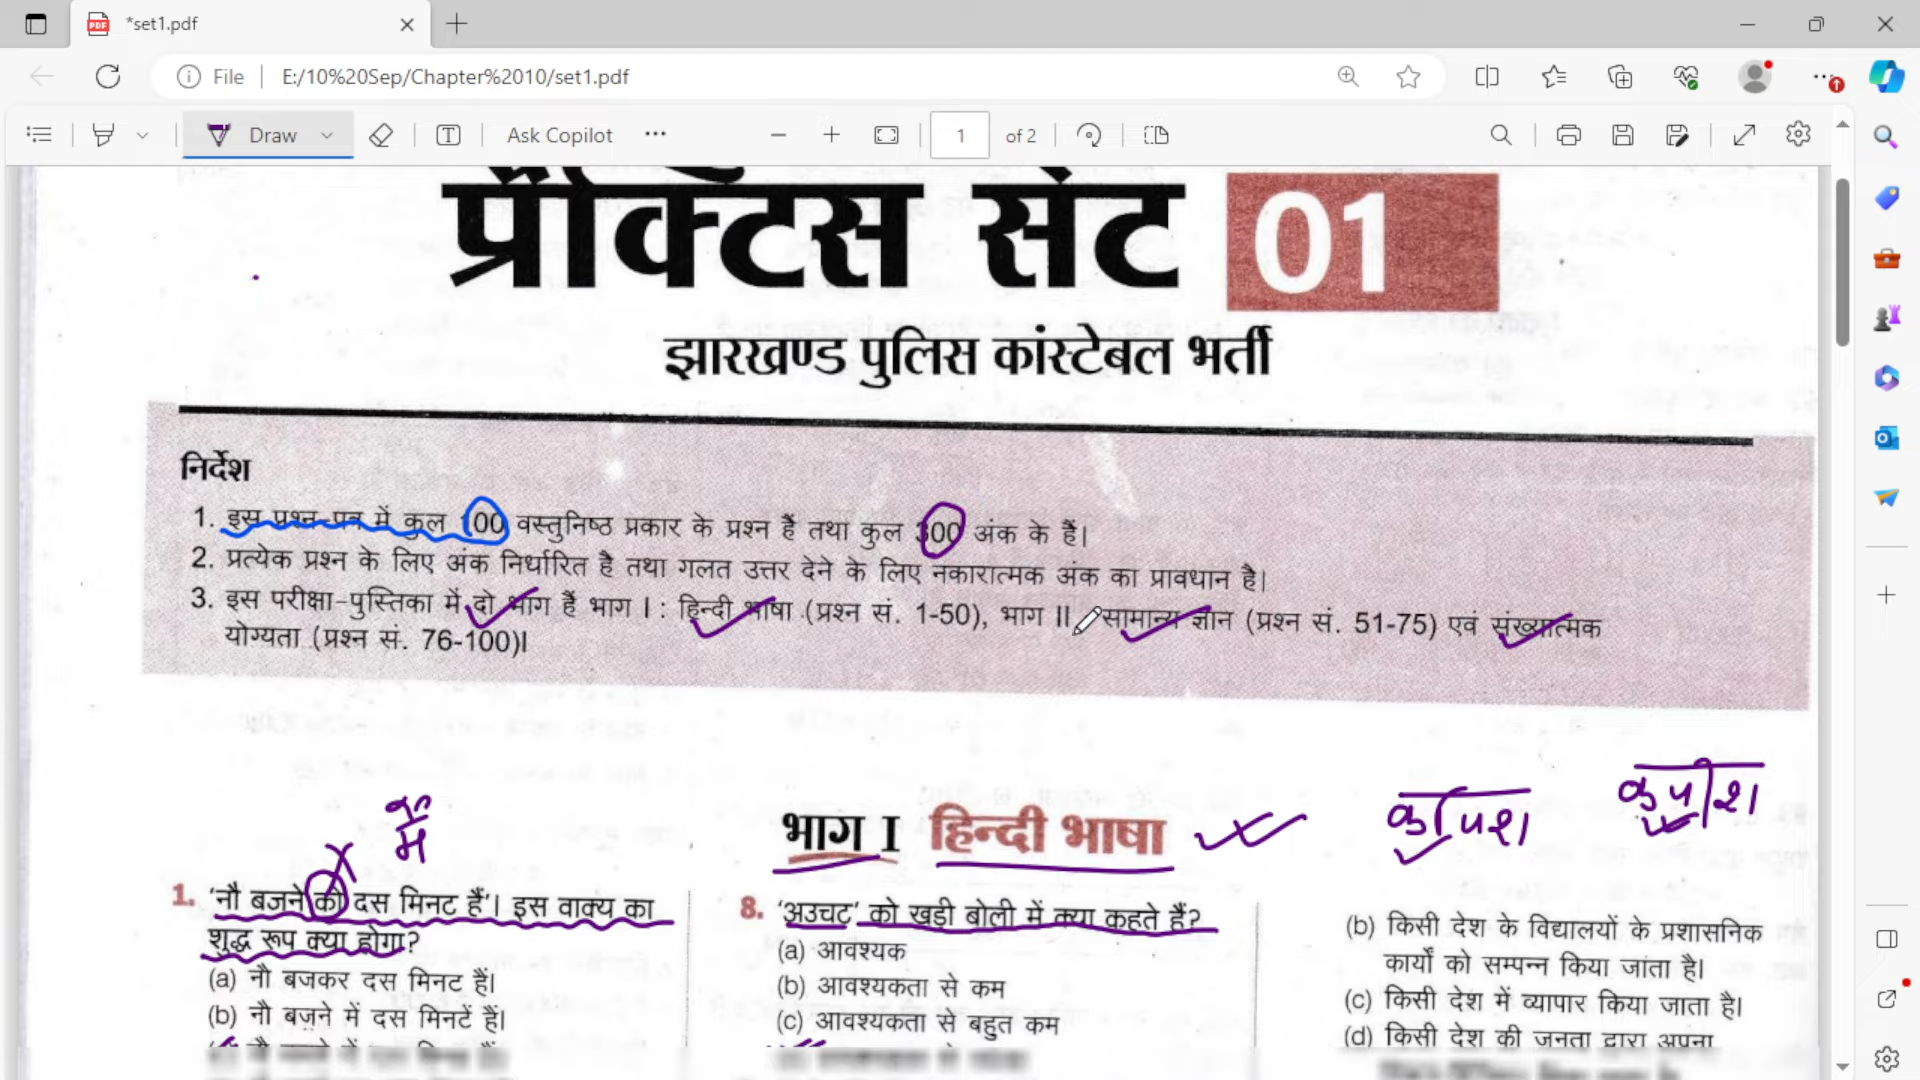 *set1.pdf
File
E:/10%20Sep/Chapter%2010/set1.pdf
Draw
Ask Copilot
1
of 2
प्रैक्टिस सेट 01
झारखण्ड पुलिस कांस्टेबल भर्ती
निर्देश
1. इस प्रश्न-पत्र में कुल 100 वस्तुनिष्ठ प्रकार के प्रश्न हैं तथा कुल 300 अंक के हैं।
2. प्रत्येक प्रश्न के लिए अंक निर्धारित है तथा गलत उत्तर देने के लिए नकारात्मक अंक का प्रावधान है।
3. इस परीक्षा-पुस्तिका में दो भाग हैं भाग I : हिन्दी भाषा (प्रश्न सं. 1-50), भाग II सामान्य ज्ञान (प्रश्न सं. 51-75) एवं संख्यात्मक
योग्यता (प्रश्न सं. 76-100)।
भाग I हिन्दी भाषा
1. 'नौ बजने को दस मिनट हैं'। इस वाक्य का
शुद्ध रूप क्या होगा?
(a) नौ बजकर दस मिनट हैं।
(b) नौ बजने में दस मिनटें हैं।
8. 'अउचट' को खड़ी बोली में क्या कहते हैं?
(a) आवश्यक
(b) आवश्यकता से कम
(c) आवश्यकता से बहुत कम
(b) किसी देश के विद्यालयों के प्रशासनिक
कार्यों को सम्पन्न किया जाता है।
(c) किसी देश में व्यापार किया जाता है।
(d) किसी देश की जनता द्वारा अपना